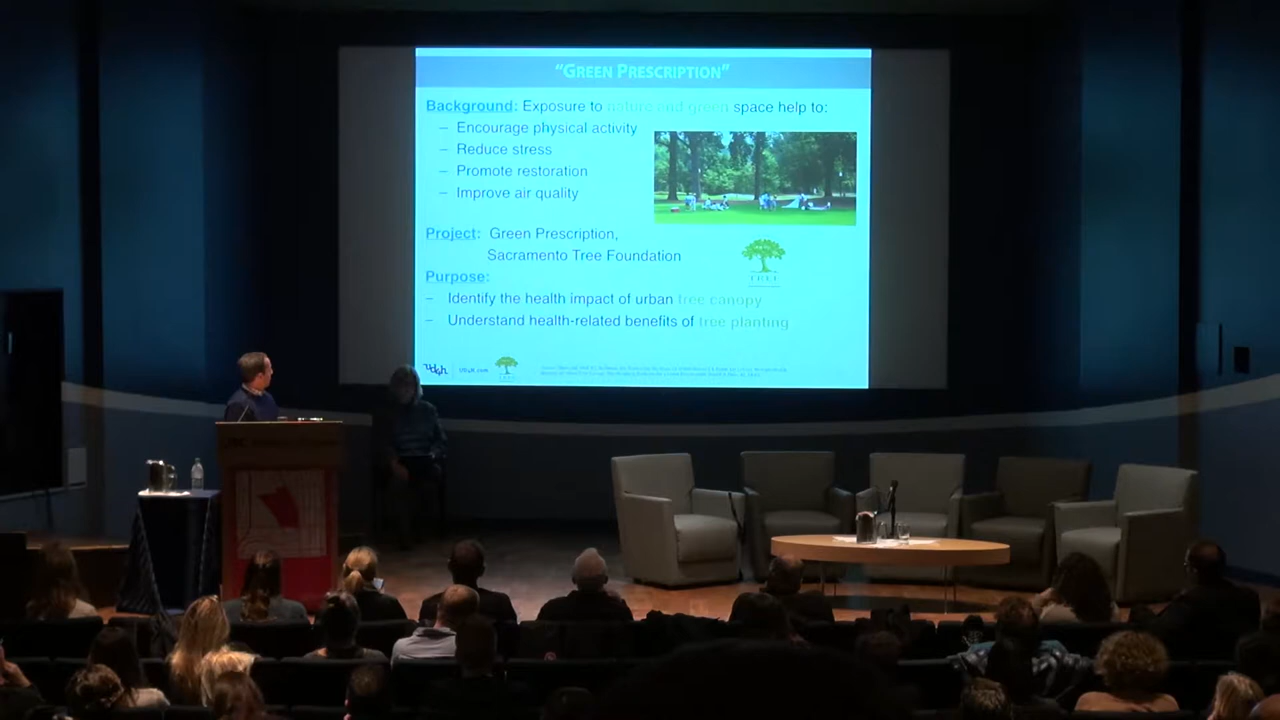 "GREEN PRESCRIPTION"
Background: Exposure to nature and green space help to:
– Encourage physical activity
– Reduce stress
– Promote restoration
– Improve air quality
Project: Green Prescription,
Sacramento Tree Foundation
Purpose:
– Identify the health impact of urban tree canopy
– Understand health-related benefits of tree planting
TREE